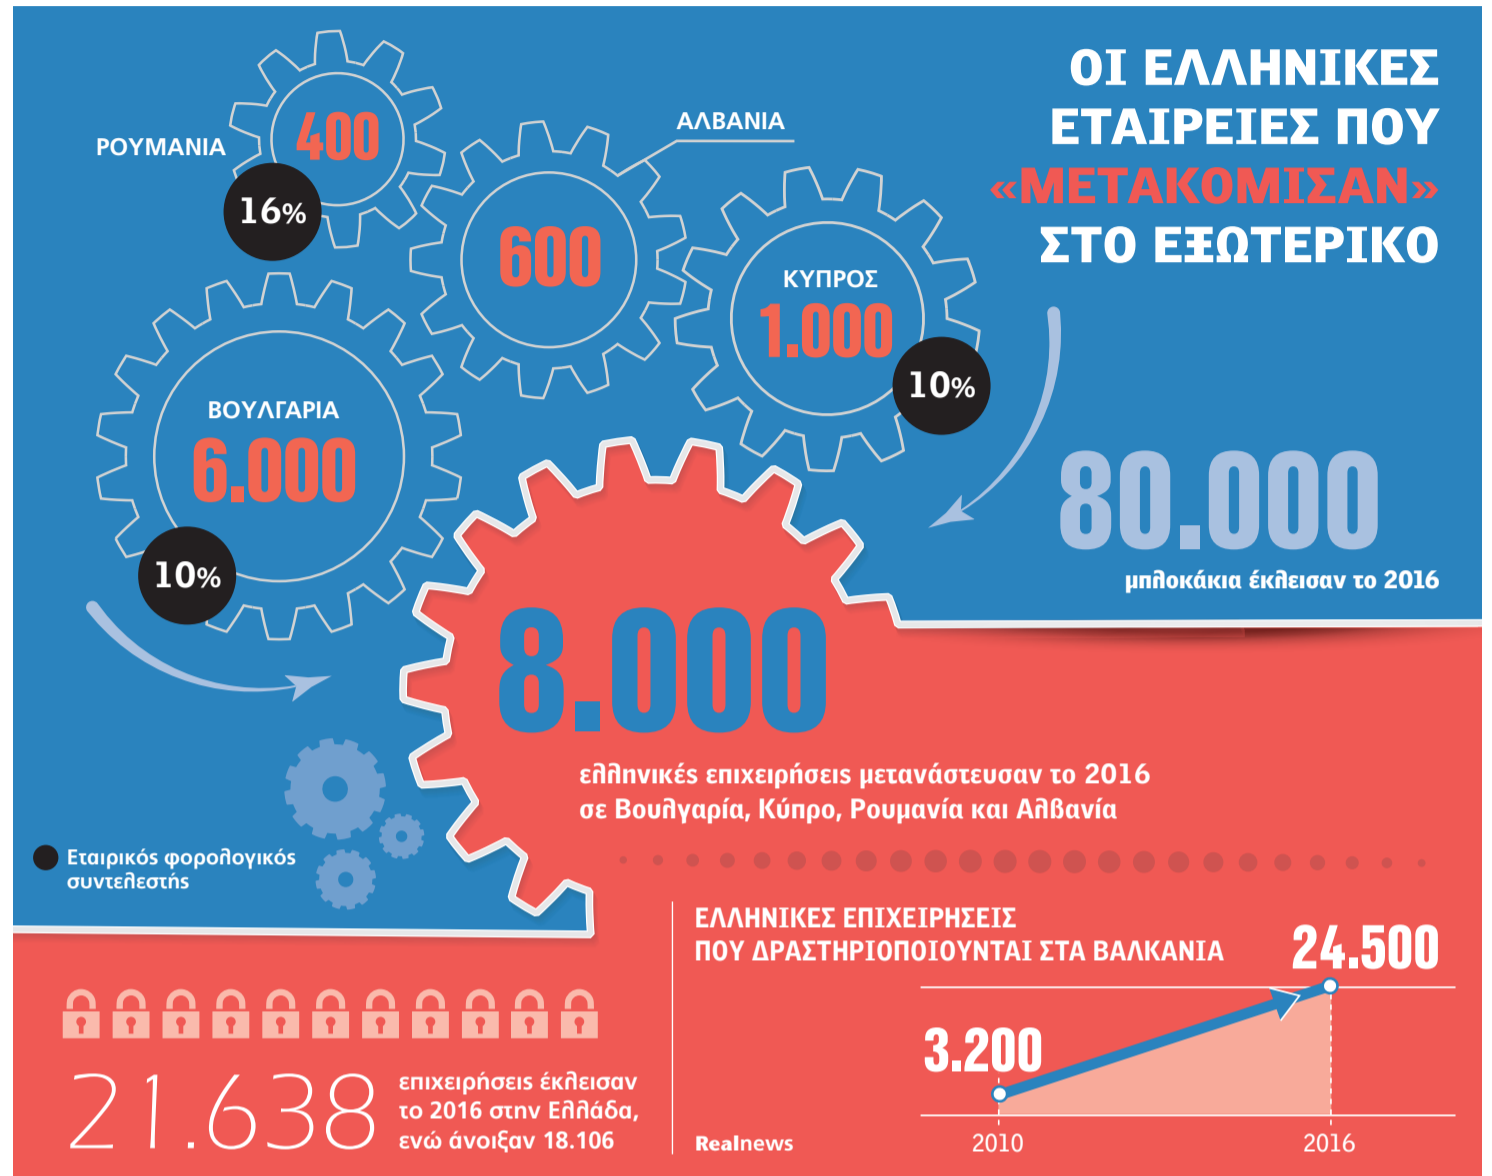 ΟΙ ΕΛΛΗΝΙΚΕΣ
ΕΤΑΙΡΕΙΕΣ ΠΟΥ
«ΜΕΤΑΚΟΜΙΣΑΝ»
ΣΤΟ ΕΞΩΤΕΡΙΚΟ
ΡΟΥΜΑΝΙΑ
400
16%
ΑΛΒΑΝΙΑ
600
ΚΥΠΡΟΣ
1.000
10%
ΒΟΥΛΓΑΡΙΑ
6.000
10%
80.000
μπλοκάκια έκλεισαν το 2016
8.000
ελληνικές επιχειρήσεις μετανάστευσαν το 2016
σε Βουλγαρία, Κύπρο, Ρουμανία και Αλβανία
Εταιρικός φορολογικός
συντελεστής
21.638
επιχειρήσεις έκλεισαν
το 2016 στην Ελλάδα,
ενώ άνοιξαν 18.106
ΕΛΛΗΝΙΚΕΣ ΕΠΙΧΕΙΡΗΣΕΙΣ
ΠΟΥ ΔΡΑΣΤΗΡΙΟΠΟΙΟΥΝΤΑΙ ΣΤΑ ΒΑΛΚΑΝΙΑ
24.500
3.200
2010
2016
Realnews